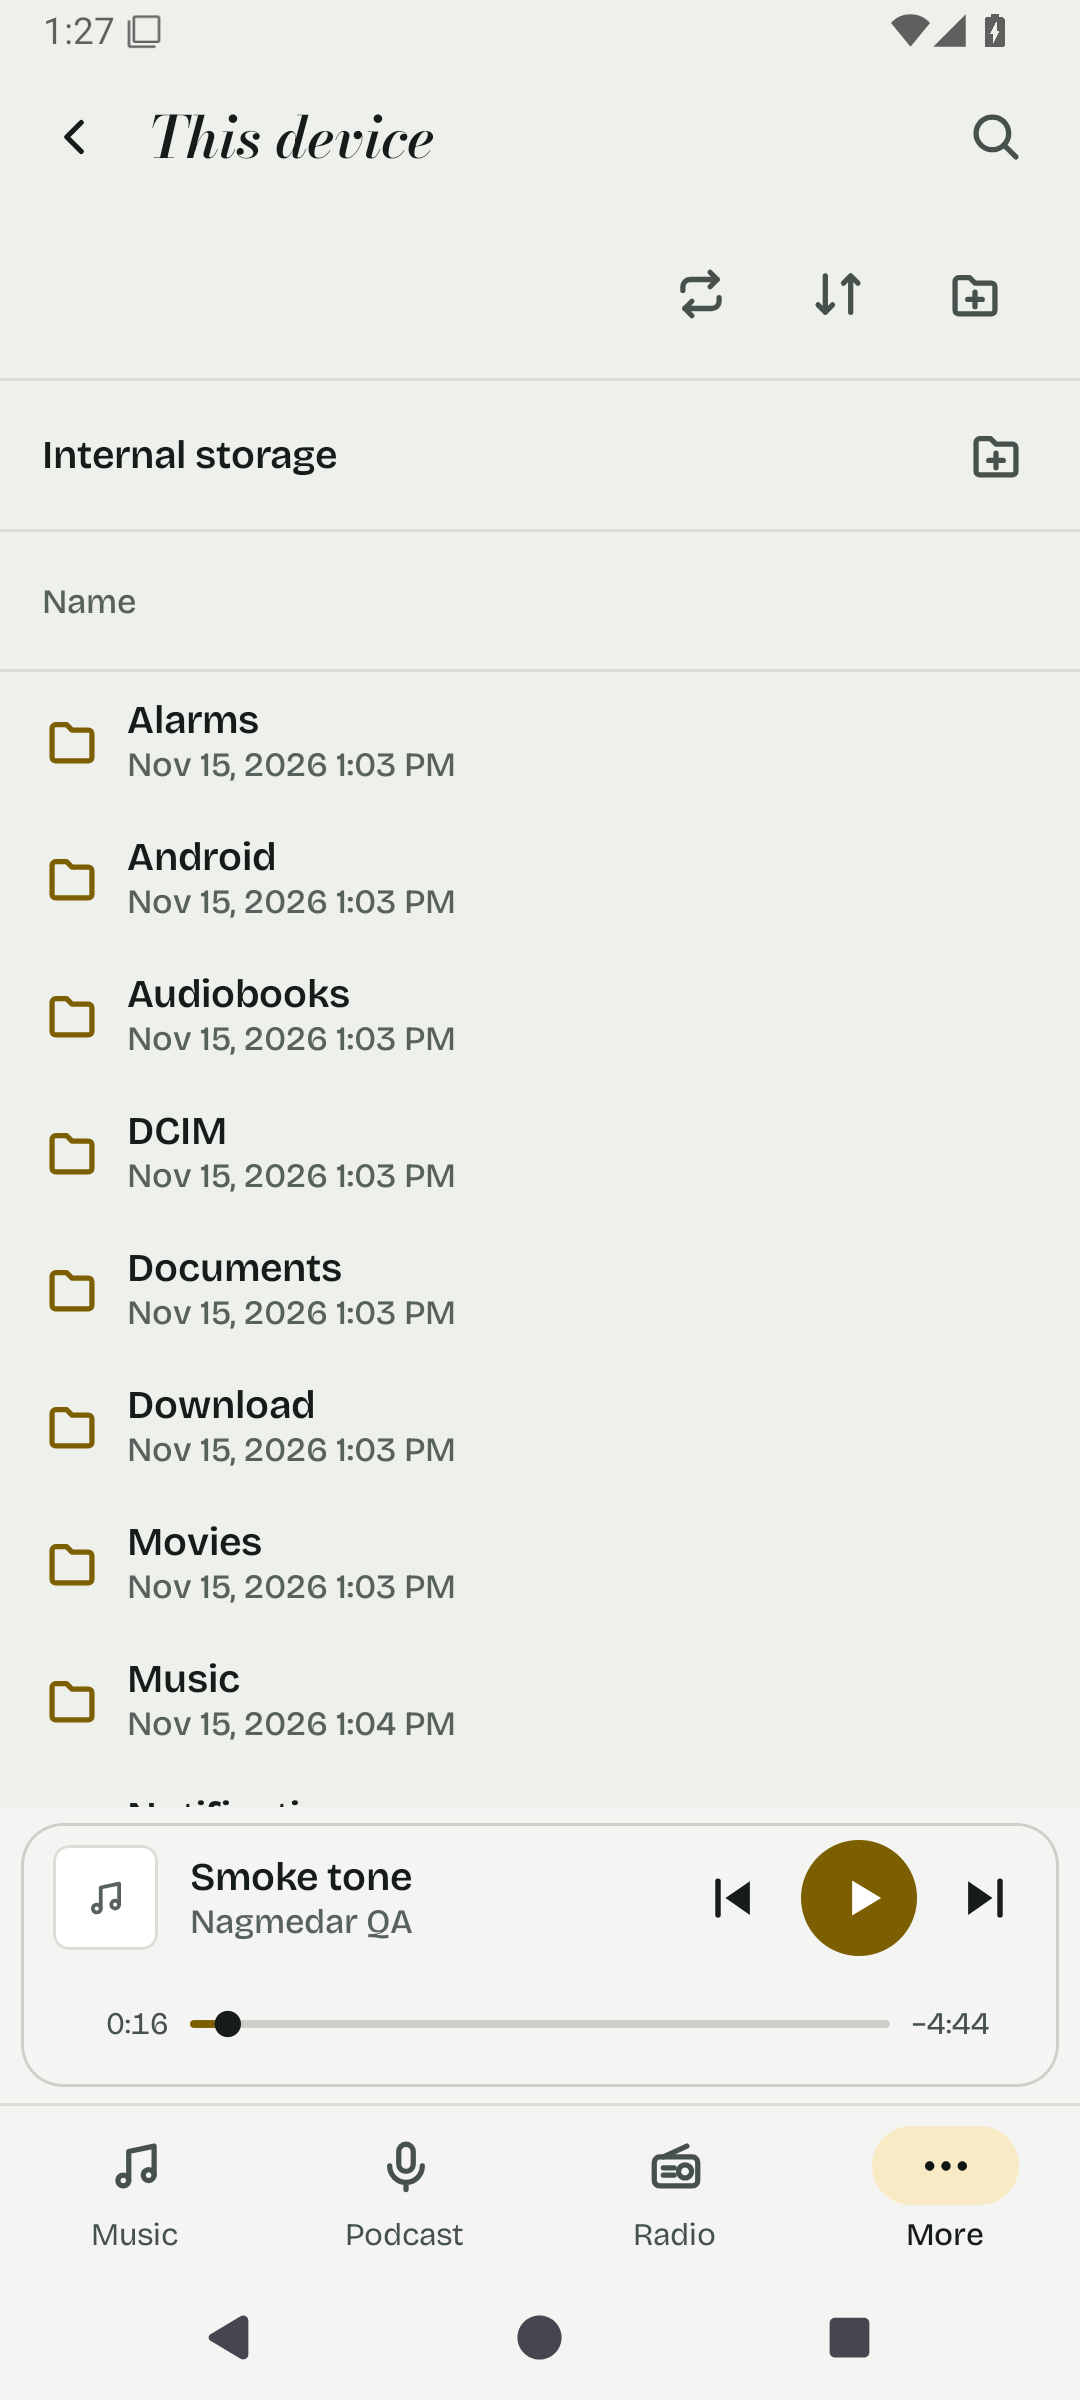 1:27
This device
Internal storage
Name
Alarms
Nov 15, 2026 1:03 PM
Android
Nov 15, 2026 1:03 PM
Audiobooks
Nov 15, 2026 1:03 PM
DCIM
Nov 15, 2026 1:03 PM
Documents
Nov 15, 2026 1:03 PM
Download
Nov 15, 2026 1:03 PM
Movies
Nov 15, 2026 1:03 PM
Music
Nov 15, 2026 1:04 PM
Smoke tone
Nagmedar QA
0:16
-4:44
Music
Podcast
Radio
More